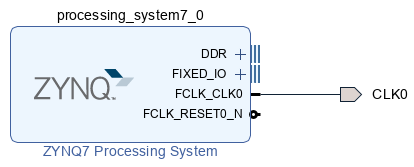 processing_system7_0
DDR
FIXED_IO
ZYNQ
FCLK_CLK0
CLK0
FCLK_RESET0_N
ZYNQ7 Processing System